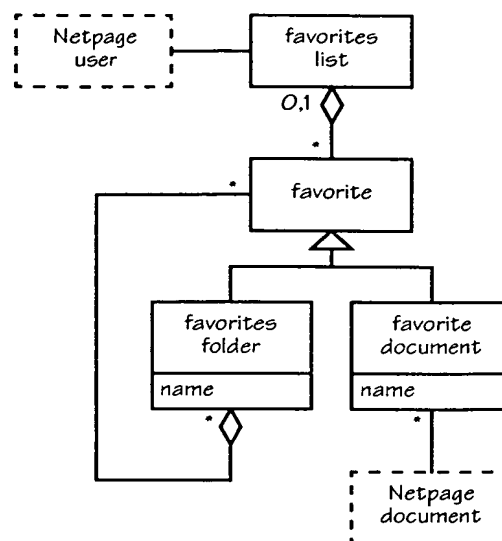 Netpage
user
favorites
list
0,1
*
*
favorite
favorites
folder
name
*
favorite
document
name
*
Netpage
document